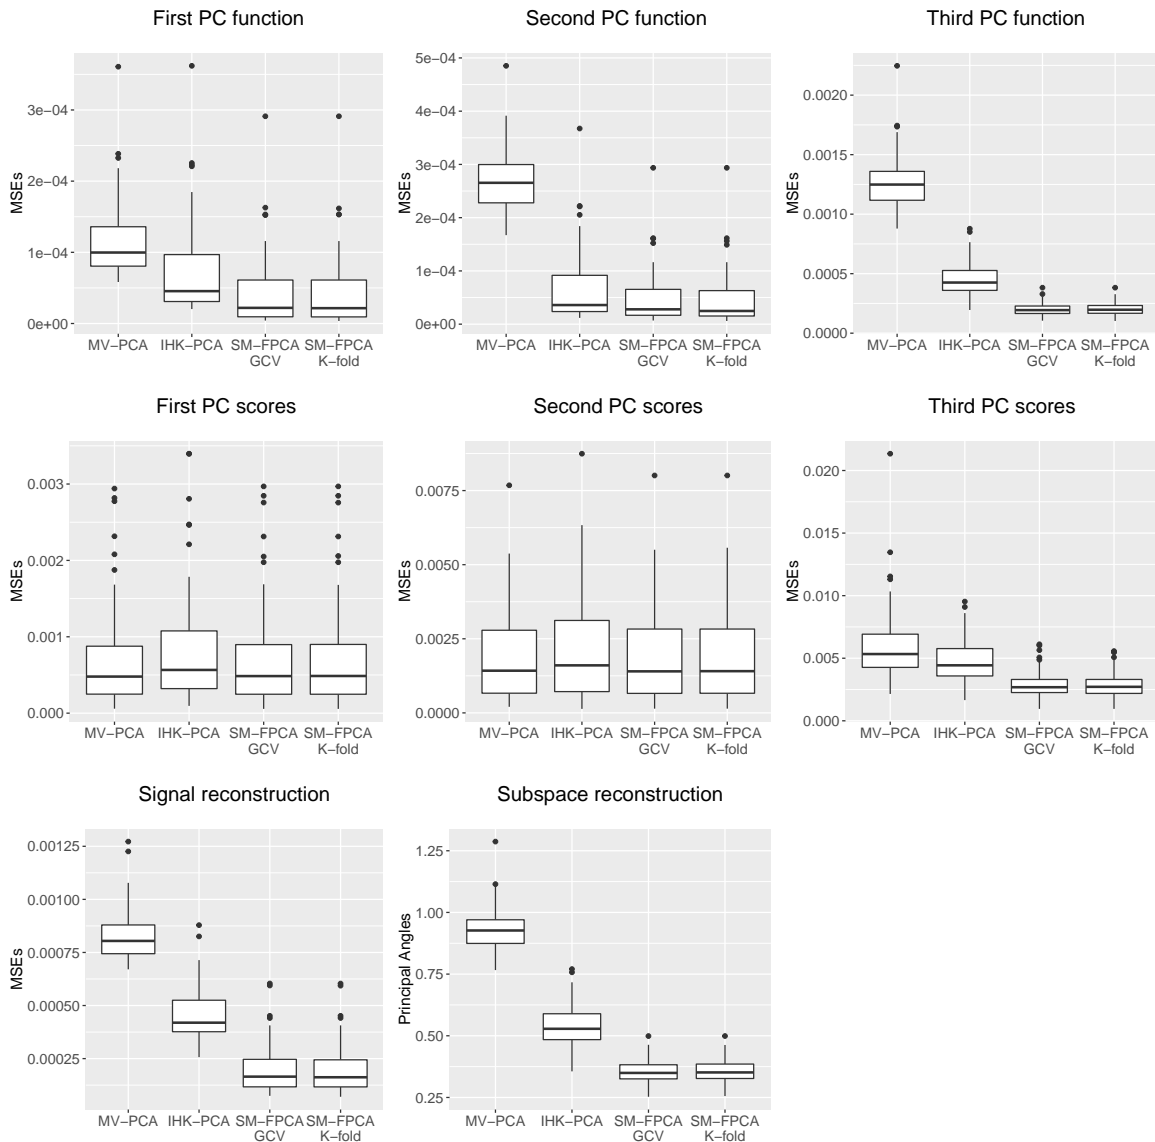 First PC function
Second PC function
Third PC function
MSEs
3e−04
2e−04
1e−04
0e+00
MV−PCA
IHK−PCA
SM−FPCA
GCV
SM−FPCA
K−fold
MSEs
5e−04
4e−04
3e−04
2e−04
1e−04
0e+00
MV−PCA
IHK−PCA
SM−FPCA
GCV
SM−FPCA
K−fold
MSEs
0.0020
0.0015
0.0010
0.0005
0.0000
MV−PCA
IHK−PCA
SM−FPCA
GCV
SM−FPCA
K−fold
First PC scores
Second PC scores
Third PC scores
MSEs
0.003
0.002
0.001
0.000
MV−PCA
IHK−PCA
SM−FPCA
GCV
SM−FPCA
K−fold
MSEs
0.0075
0.0050
0.0025
0.0000
MV−PCA
IHK−PCA
SM−FPCA
GCV
SM−FPCA
K−fold
MSEs
0.020
0.015
0.010
0.005
0.000
MV−PCA
IHK−PCA
SM−FPCA
GCV
SM−FPCA
K−fold
Signal reconstruction
Subspace reconstruction
MSEs
0.00125
0.00100
0.00075
0.00050
0.00025
MV−PCA
IHK−PCA
SM−FPCA
GCV
SM−FPCA
K−fold
Principal Angles
1.25
1.00
0.75
0.50
0.25
MV−PCA
IHK−PCA
SM−FPCA
GCV
SM−FPCA
K−fold